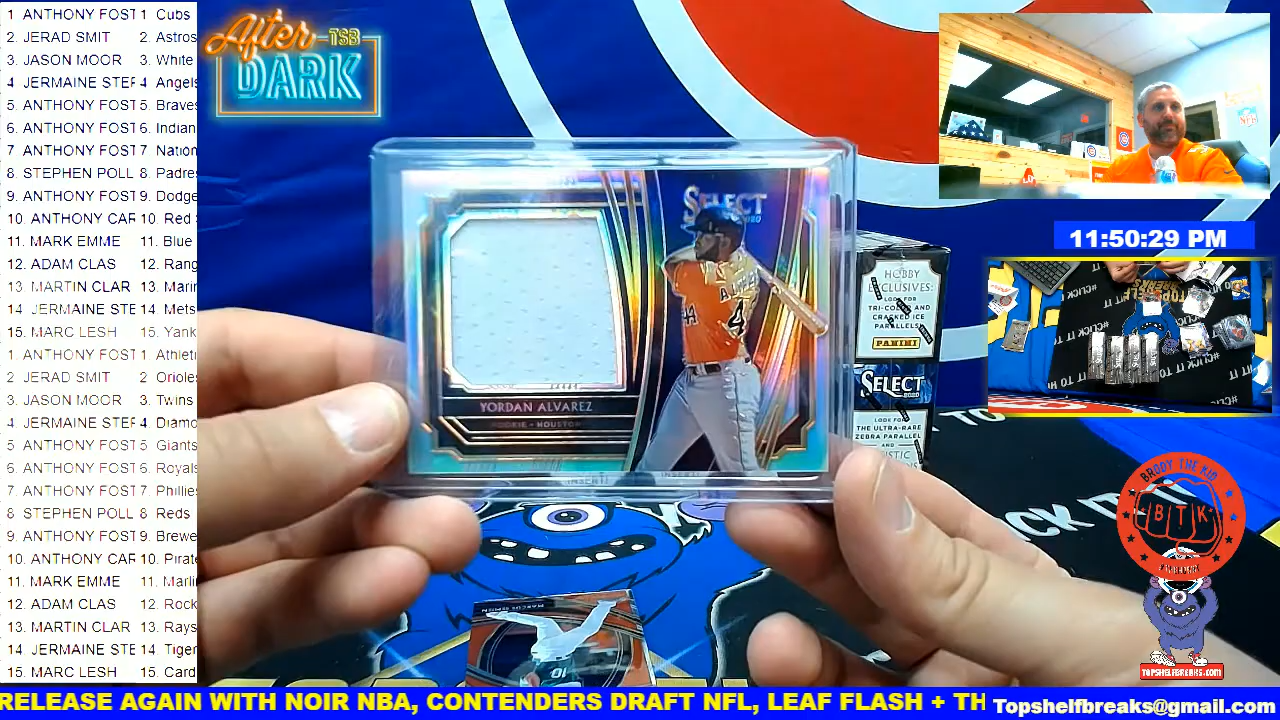 1 ANTHONY FOST 1 Cubs
2. JERAD SMIT 2. Astros
3. JASON MOOR 3. White
4 JERMAINE STEF 4. Angels
5. ANTHONY FOST 5. Braves
6. ANTHONY FOST 6. Indian
7 ANTHONY FOST 7 Nation
8. STEPHEN POLL 8. Padres
9. ANTHONY FOST 9. Dodge
10. ANTHONY CAR 10. Red
11. MARK EMME 11. Blue
12. ADAM CLAS 12. Rang
13 MARTIN CLAR 13. Marin
14 JERMAINE STE 14. Mets
15. MARC LESH 15.
1. ANTHONY FOST 1 Athleti
2 JERAD SMIT 2 Orioles
3. JASON MOOR 3. Twins
4. JERMAINE STEF 4. Diam
5 ANTHONY FOST 5.
6. ANTHONY FOST 6. Royals
7 ANTHONY FOST 7 Phillies
8 STEPHEN POLL 8 Reds
9. ANTHONY FOST 9. Brewe
10. ANTHONY CAR 10. Pirate
11. MARK EMME 11. Marli
12. ADAM CLAS 12. Rock
13. MARTIN CLAR 13. Rays
14 JERMAINE STE 14. Tiger
15. MARC LESH 15. Card
After TSB
DARK
SELECT
2020
44
YORDAN ALVAREZ
ROOKIE • HOUSTON
HOBBY
EXCLUSIVES:
LOOK FOR
TRI-COLOR AND
CRACKED ICE
PARALLELS!
PANINI
SELECT
2020
LOOK FOR
THE ULTRA-RARE
ZEBRA PARALLEL
AND
10
11:50:29 PM
NFL
BRODY THE KID
BTK
TOPSHELFBREAKS.COM
RELEASE AGAIN WITH NOIR NBA, CONTENDERS DRAFT NFL, LEAF FLASH + TH
Topshelfbreaks@gmail.com